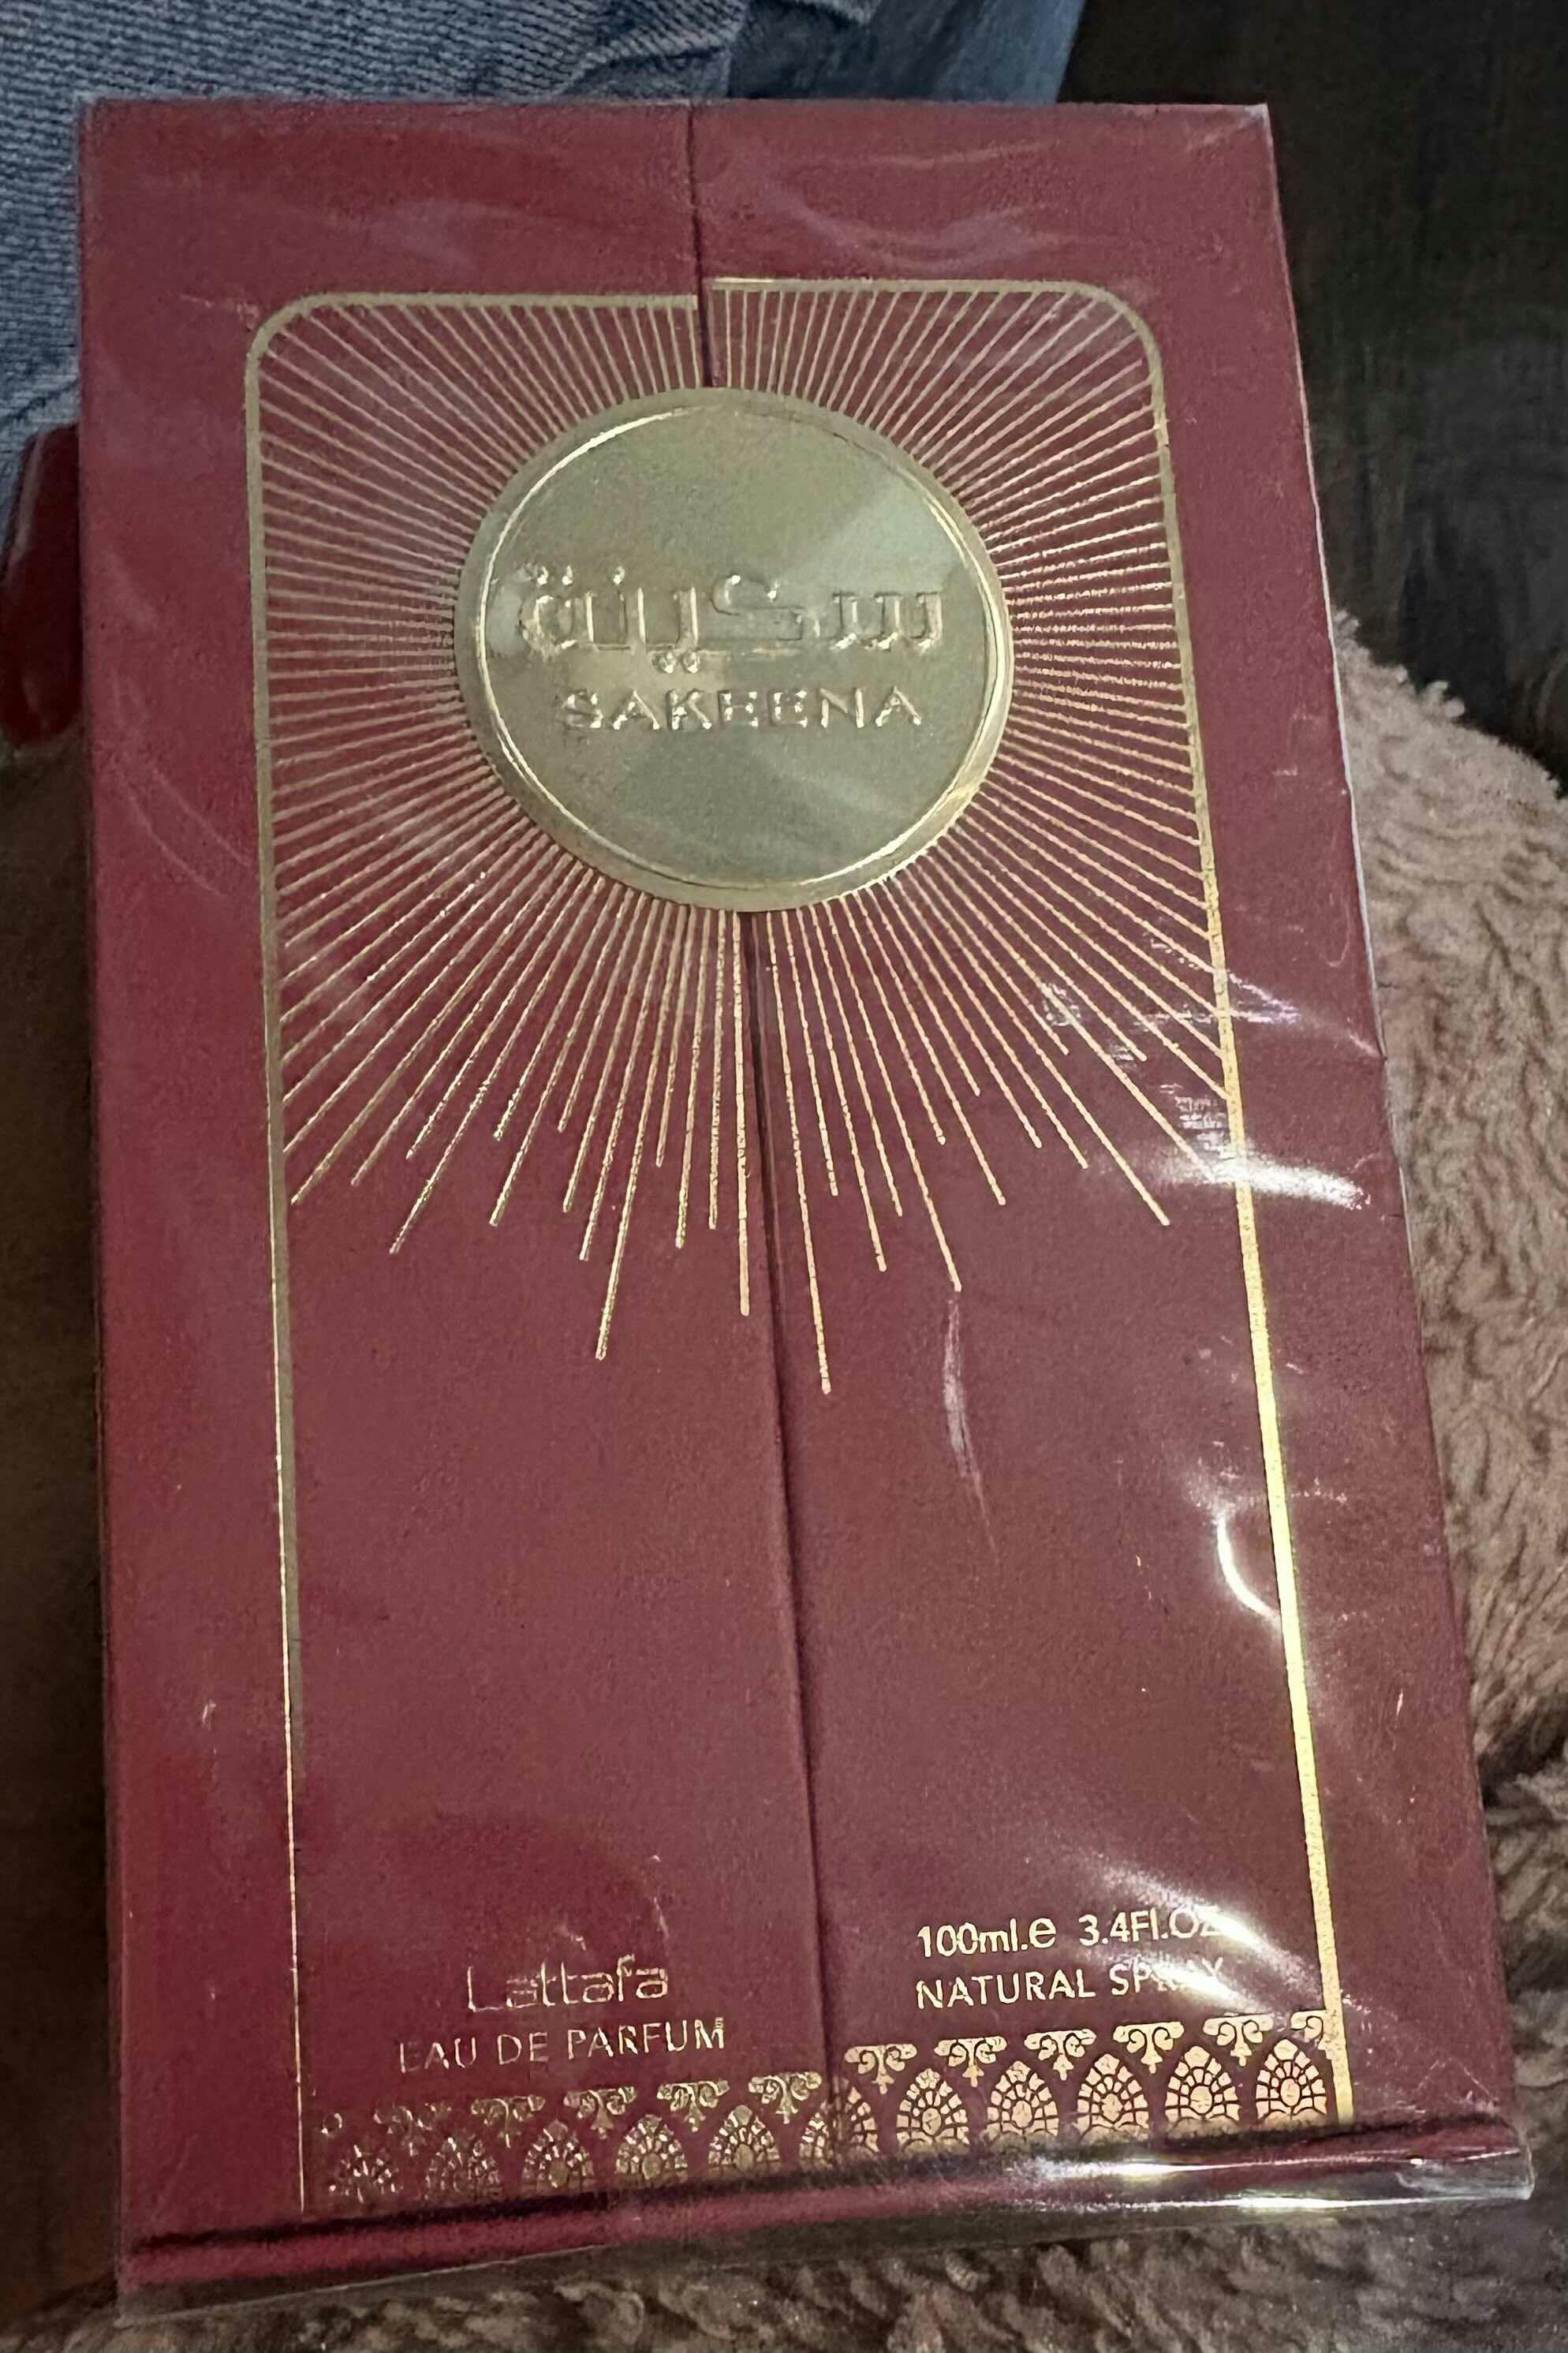 سكينة
SAKEENA
Lattafa
EAU DE PARFUM
100ml.e 3.4Fl.OZ
NATURAL SPRAY